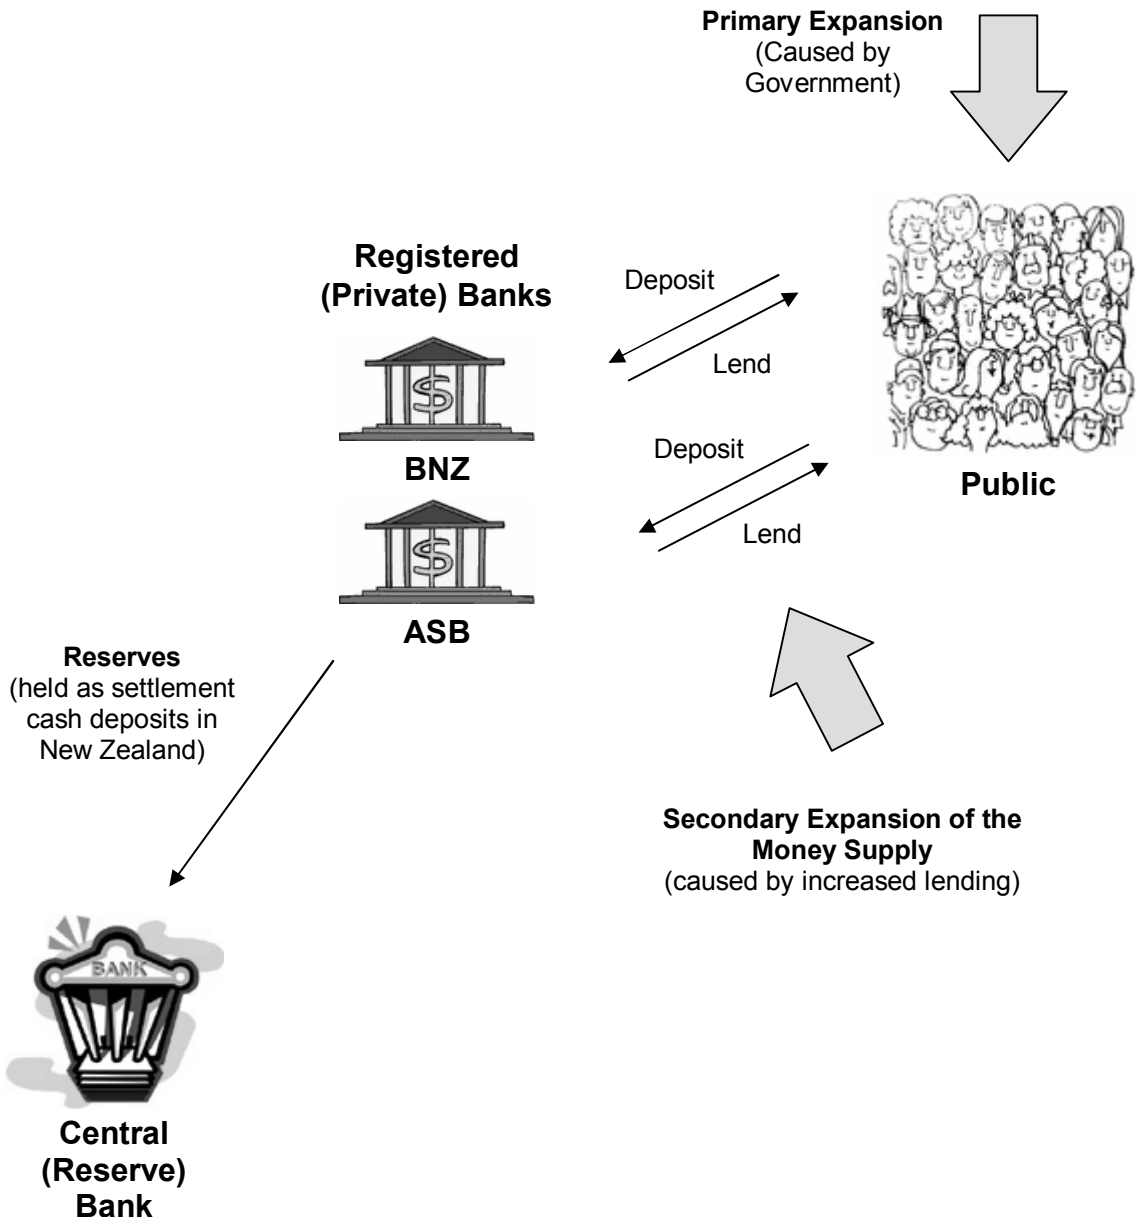 Primary Expansion
(Caused by
Government)
Registered
(Private) Banks
Deposit
Lend
$
BNZ
Deposit
Lend
Public
$
ASB
Reserves
(held as settlement
cash deposits in
New Zealand)
Secondary Expansion of the
Money Supply
(caused by increased lending)
BANK
Central
(Reserve)
Bank